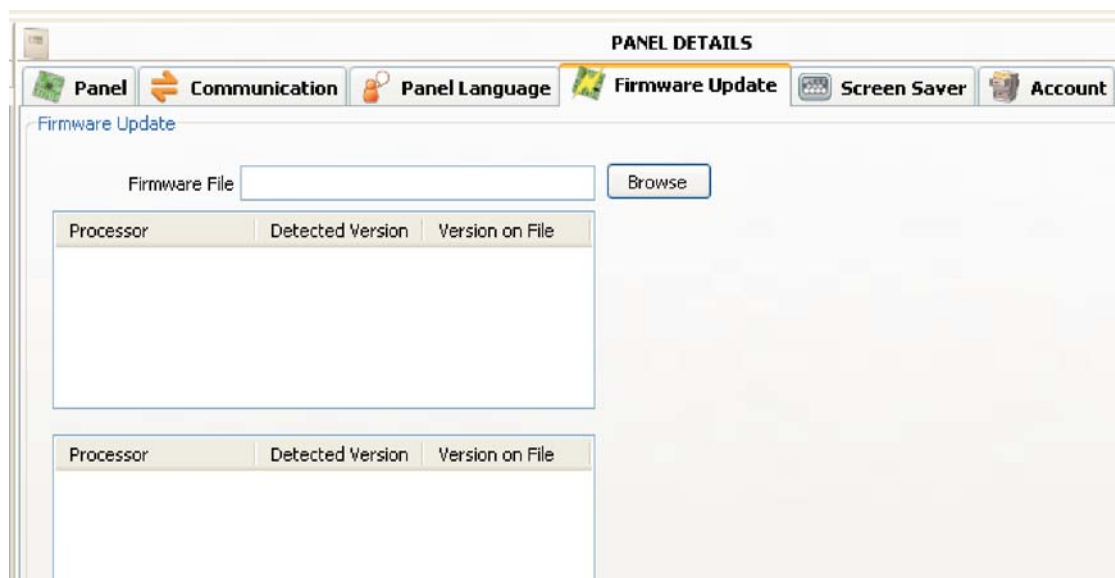 PANEL DETAILS
Panel Communication Panel Language Firmware Update Screen Saver Account
Firmware Update
Firmware File Browse
Processor Detected Version Version on File
Processor Detected Version Version on File